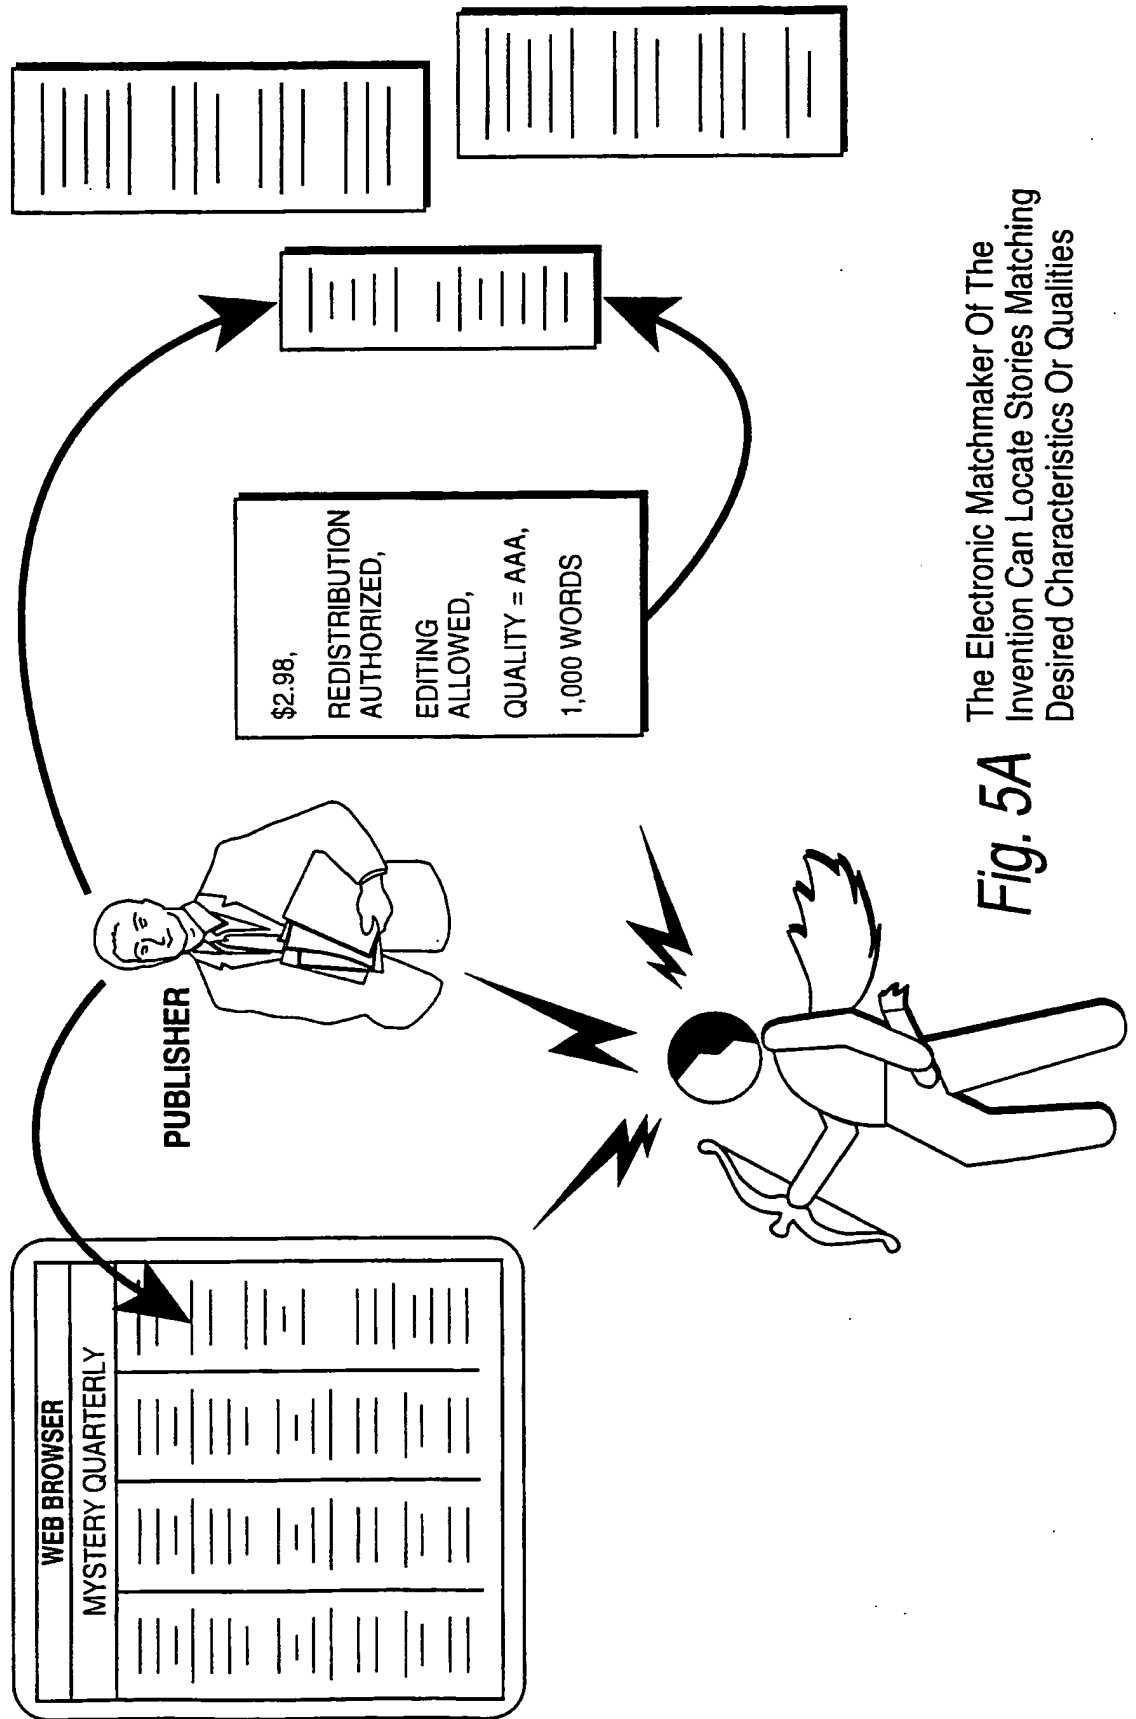 WEB BROWSER
MYSTERY QUARTERLY
PUBLISHER
$2.98,
REDISTRIBUTION
AUTHORIZED,
EDITING
ALLOWED,
QUALITY = AAA,
1,000 WORDS
Fig. 5A
The Electronic Matchmaker Of The
Invention Can Locate Stories Matching
Desired Characteristics Or Qualities